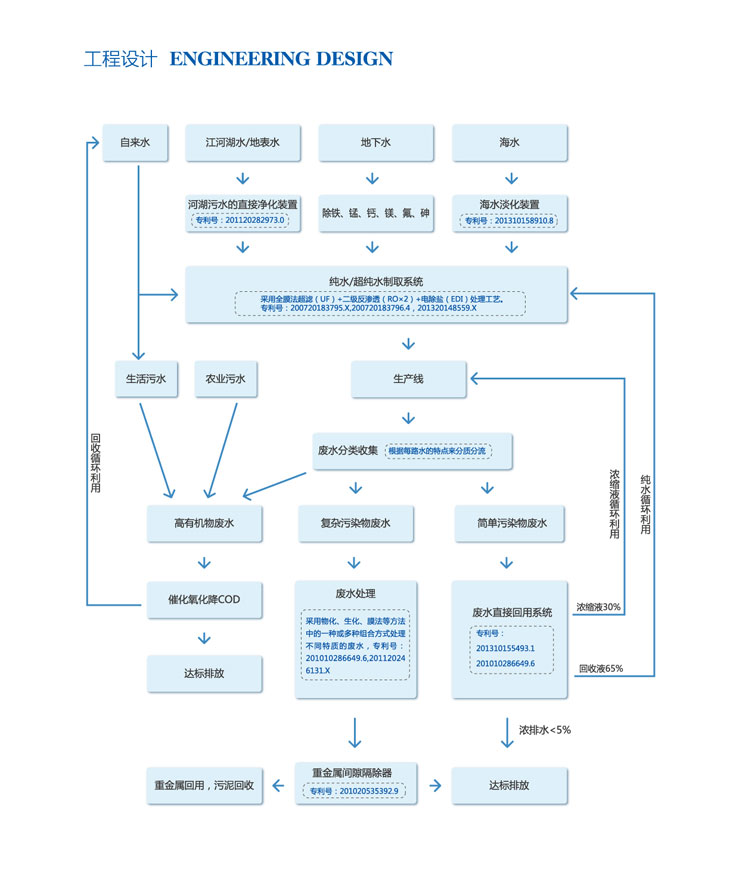 工程设计 ENGINEERING DESIGN
自来水
江河湖水/地表水
地下水
海水
河湖污水的直接净化装置
专利号：201120282973.0
除铁、锰、钙、镁、氟、砷
海水淡化装置
专利号：201310158910.8
纯水/超纯水制取系统
采用全膜法超滤（UF）+二级反渗透（RO×2）+电除盐（EDI）处理工艺。
专利号：200720183795.X,200720183796.4，201320148559.X
生活污水
农业污水
生产线
废水分类收集
根据每路水的特点来分质分流
回收循环利用
浓缩液循环利用
纯水循环利用
高有机物废水
复杂污染物废水
简单污染物废水
催化氧化降COD
废水处理
采用物化、生化、膜法等方法
中的一种或多种组合方式处理
不同特质的废水，专利号：
201010286649.6,20112024
6131.X
废水直接回用系统
专利号：
201310155493.1
201010286649.6
浓缩液30%
回收液65%
达标排放
浓排水<5%
重金属回用，污泥回收
重金属间隙隔除器
专利号：201020535392.9
达标排放